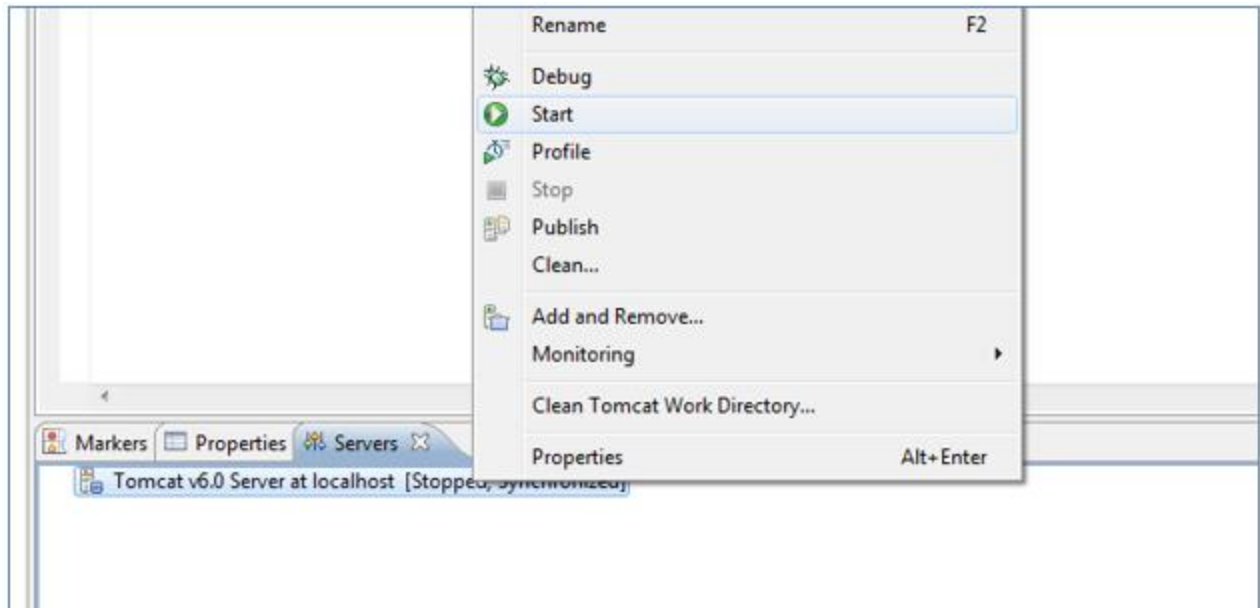 Rename F2
Debug
Start
Profile
Stop
Publish
Clean...
Add and Remove...
Monitoring
Clean Tomcat Work Directory...
Properties Alt+Enter
Markers Properties Servers
Tomcat v6.0 Server at localhost [Stopped, Synchronized]